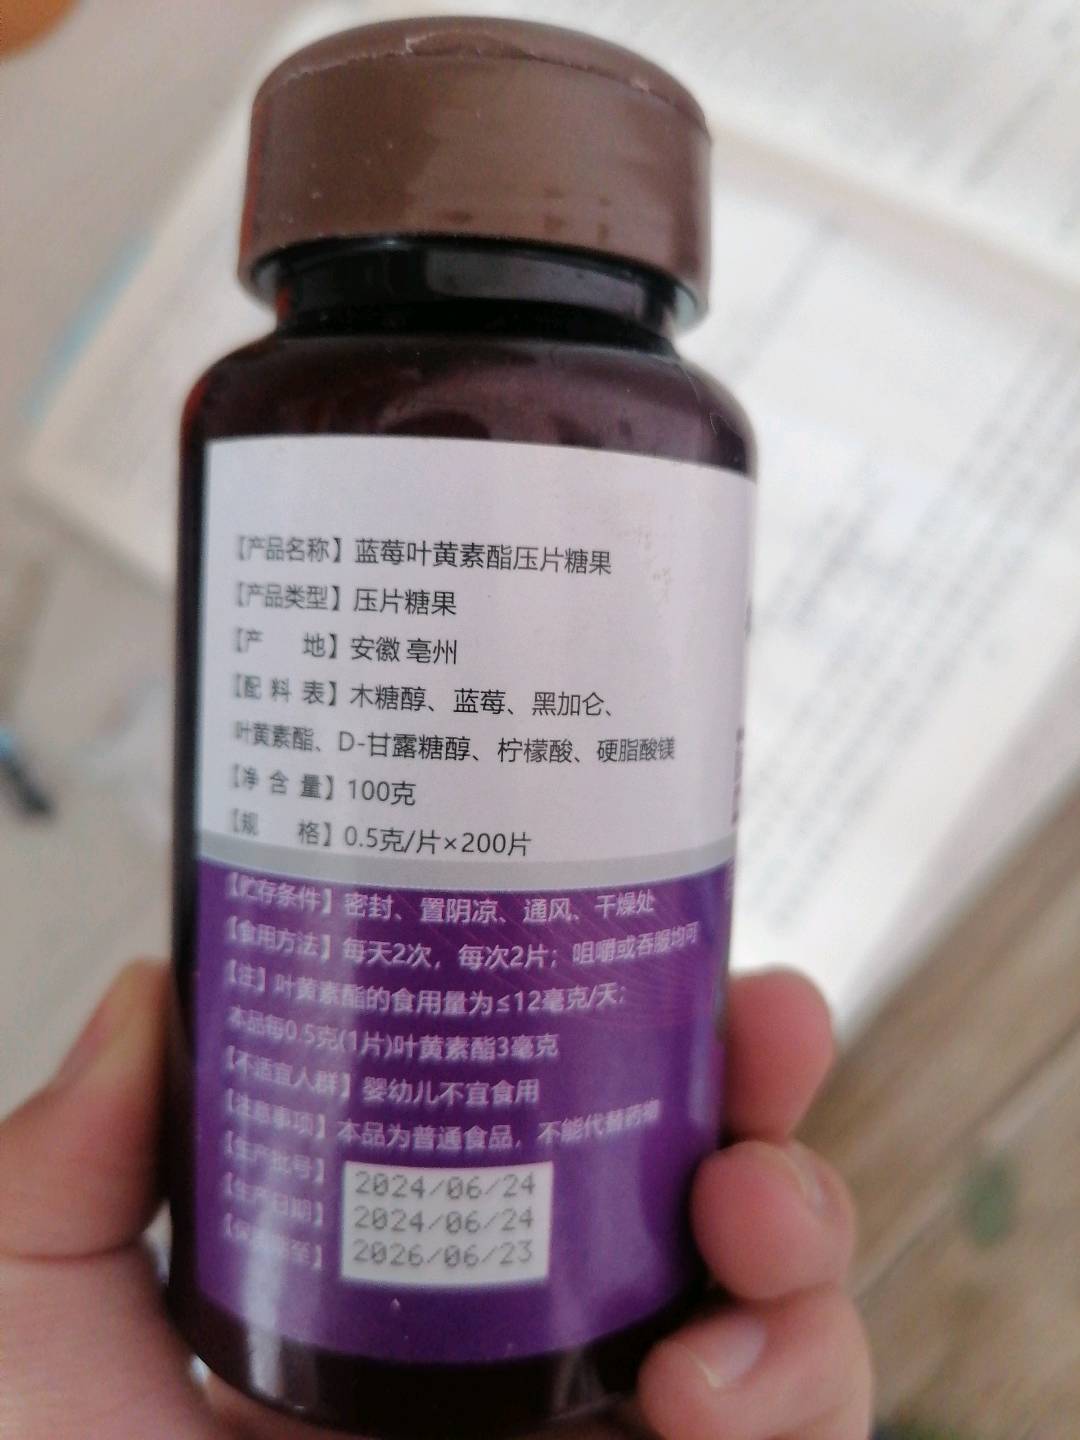 【产品名称】蓝莓叶黄素酯压片糖果
【产品类型】压片糖果
【产 地】安徽 亳州
【配 料 表】木糖醇、蓝莓、黑加仑、
叶黄素酯、D-甘露糖醇、柠檬酸、硬脂酸镁
【净 含 量】100克
【规 格】0.5克/片×200片
【贮存条件】密封、置阴凉、通风、干燥处
【食用方法】每天2次，每次2片；咀嚼或吞服均可
【注】叶黄素酯的食用量为≤12毫克/天；
本品每0.5克(1片)叶黄素酯3毫克
【不适宜人群】婴幼儿不宜食用
【注意事项】本品为普通食品，不能代替药物
【生产批号】2024/06/24
【生产日期】2024/06/24
【保质期至】2026/06/23